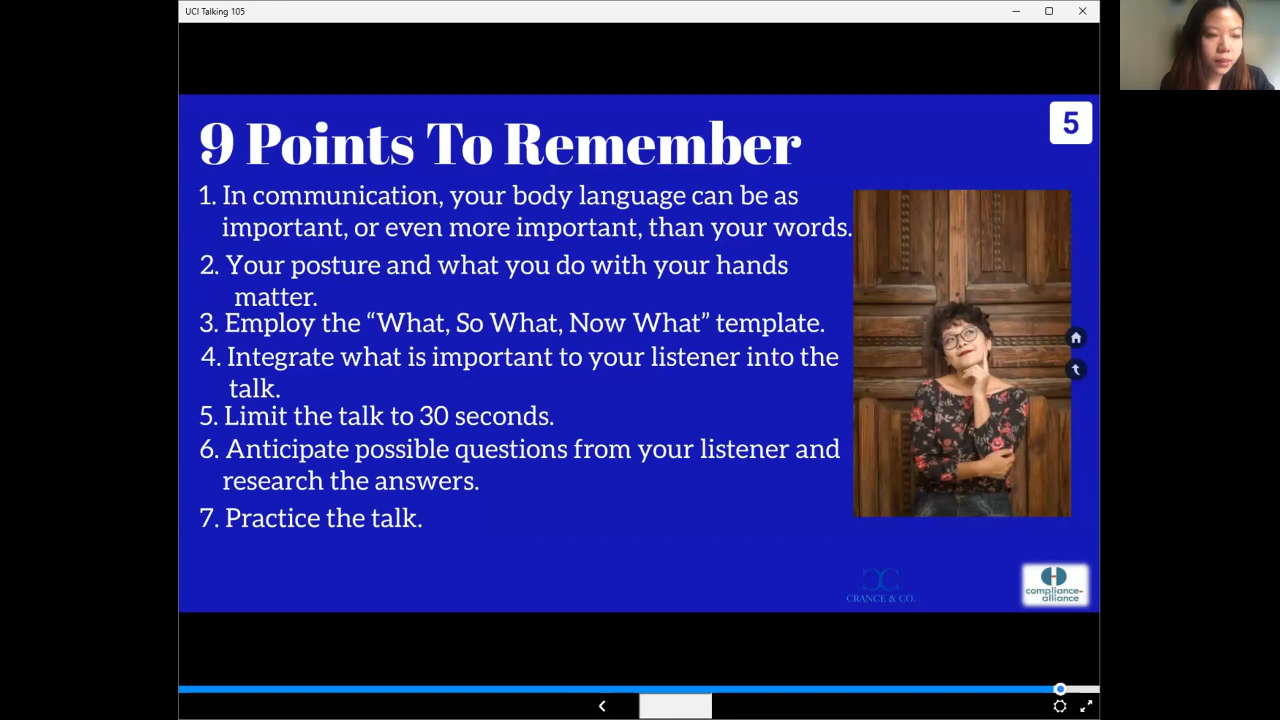 UCI Talking 105
9 Points To Remember
5
1. In communication, your body language can be as
important, or even more important, than your words.
2. Your posture and what you do with your hands
matter.
3. Employ the “What, So What, Now What” template.
4. Integrate what is important to your listener into the
talk.
5. Limit the talk to 30 seconds.
6. Anticipate possible questions from your listener and
research the answers.
7. Practice the talk.
CRANCE & CO.
compliance-
alliance